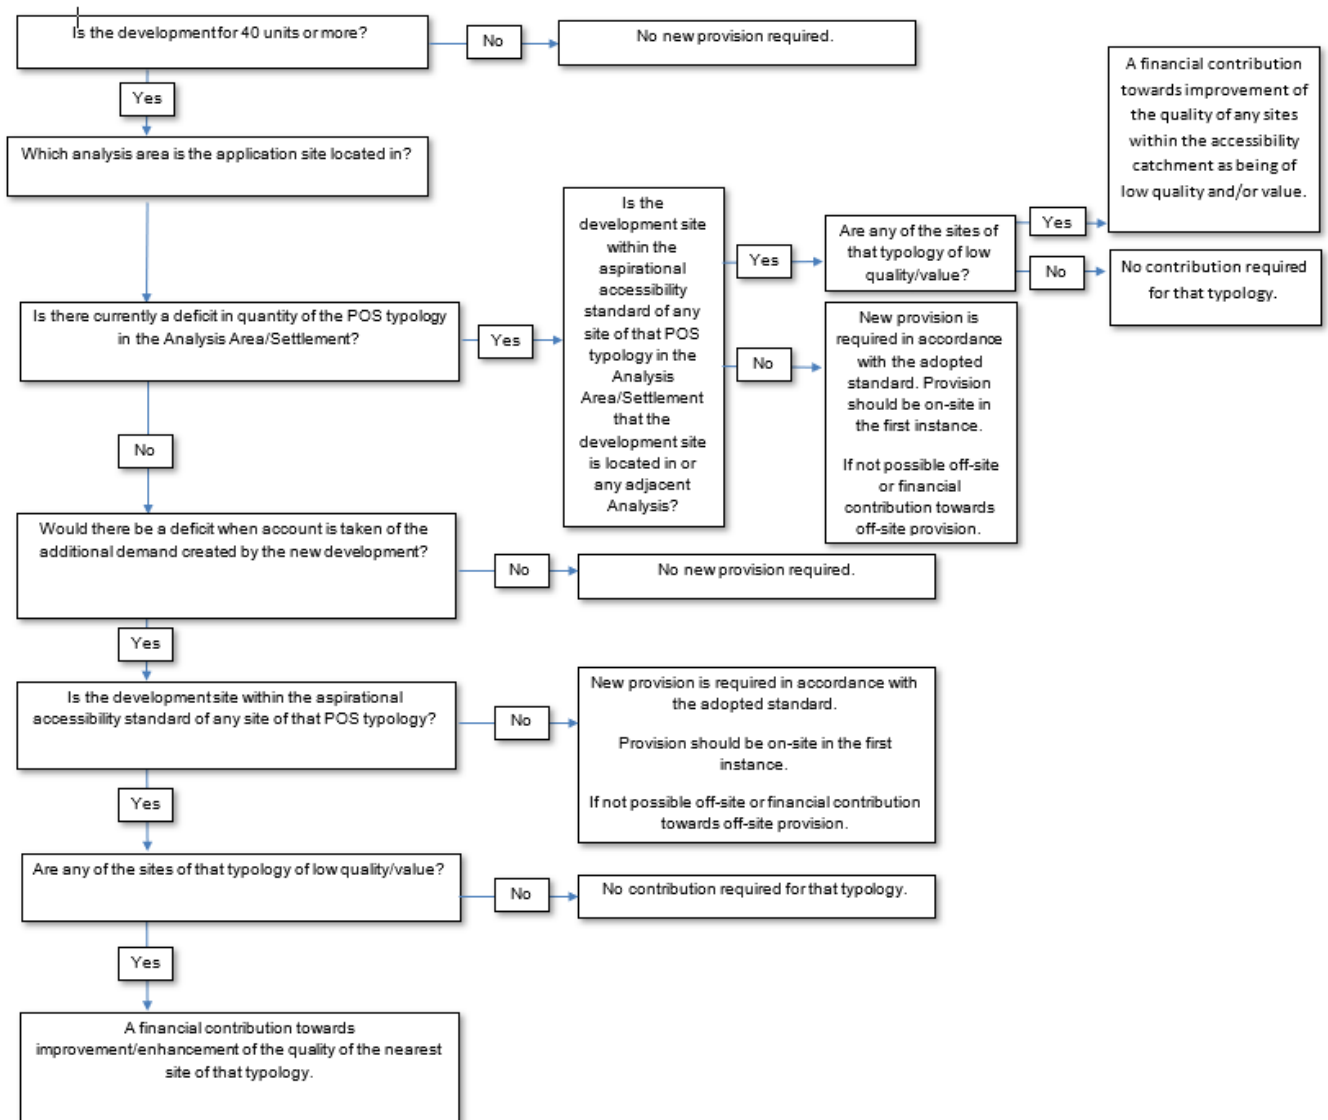 Is the development for 40 units or more?
No
No new provision required.
Yes
Which analysis area is the application site located in?
Is there currently a deficit in quantity of the POS typology
in the Analysis Area/Settlement?
Yes
Is the
development site
within the
aspirational
accessibility
standard of any
site of that POS
typology in the
Analysis
Area/Settlement
that the
development site
is located in or
any adjacent
Analysis?
Yes
Are any of the sites of
that typology of low
quality/value?
Yes
A financial contribution
towards improvement of
the quality of any sites
within the accessibility
catchment as being of
low quality and/or value.
No
No contribution required
for that typology.
No
New provision is
required in accordance
with the adopted
standard. Provision
should be on-site in
the first instance.
If not possible off-site
or financial
contribution towards
off-site provision.
No
Would there be a deficit when account is taken of the
additional demand created by the new development?
No
No new provision required.
Yes
Is the development site within the aspirational
accessibility standard of any site of that POS typology?
No
New provision is required in accordance with
the adopted standard.
Provision should be on-site in the first
instance.
If not possible off-site or financial contribution
towards off-site provision.
Yes
Are any of the sites of that typology of low quality/value?
No
No contribution required for that typology.
Yes
A financial contribution towards
improvement/enhancement of the quality of the nearest
site of that typology.